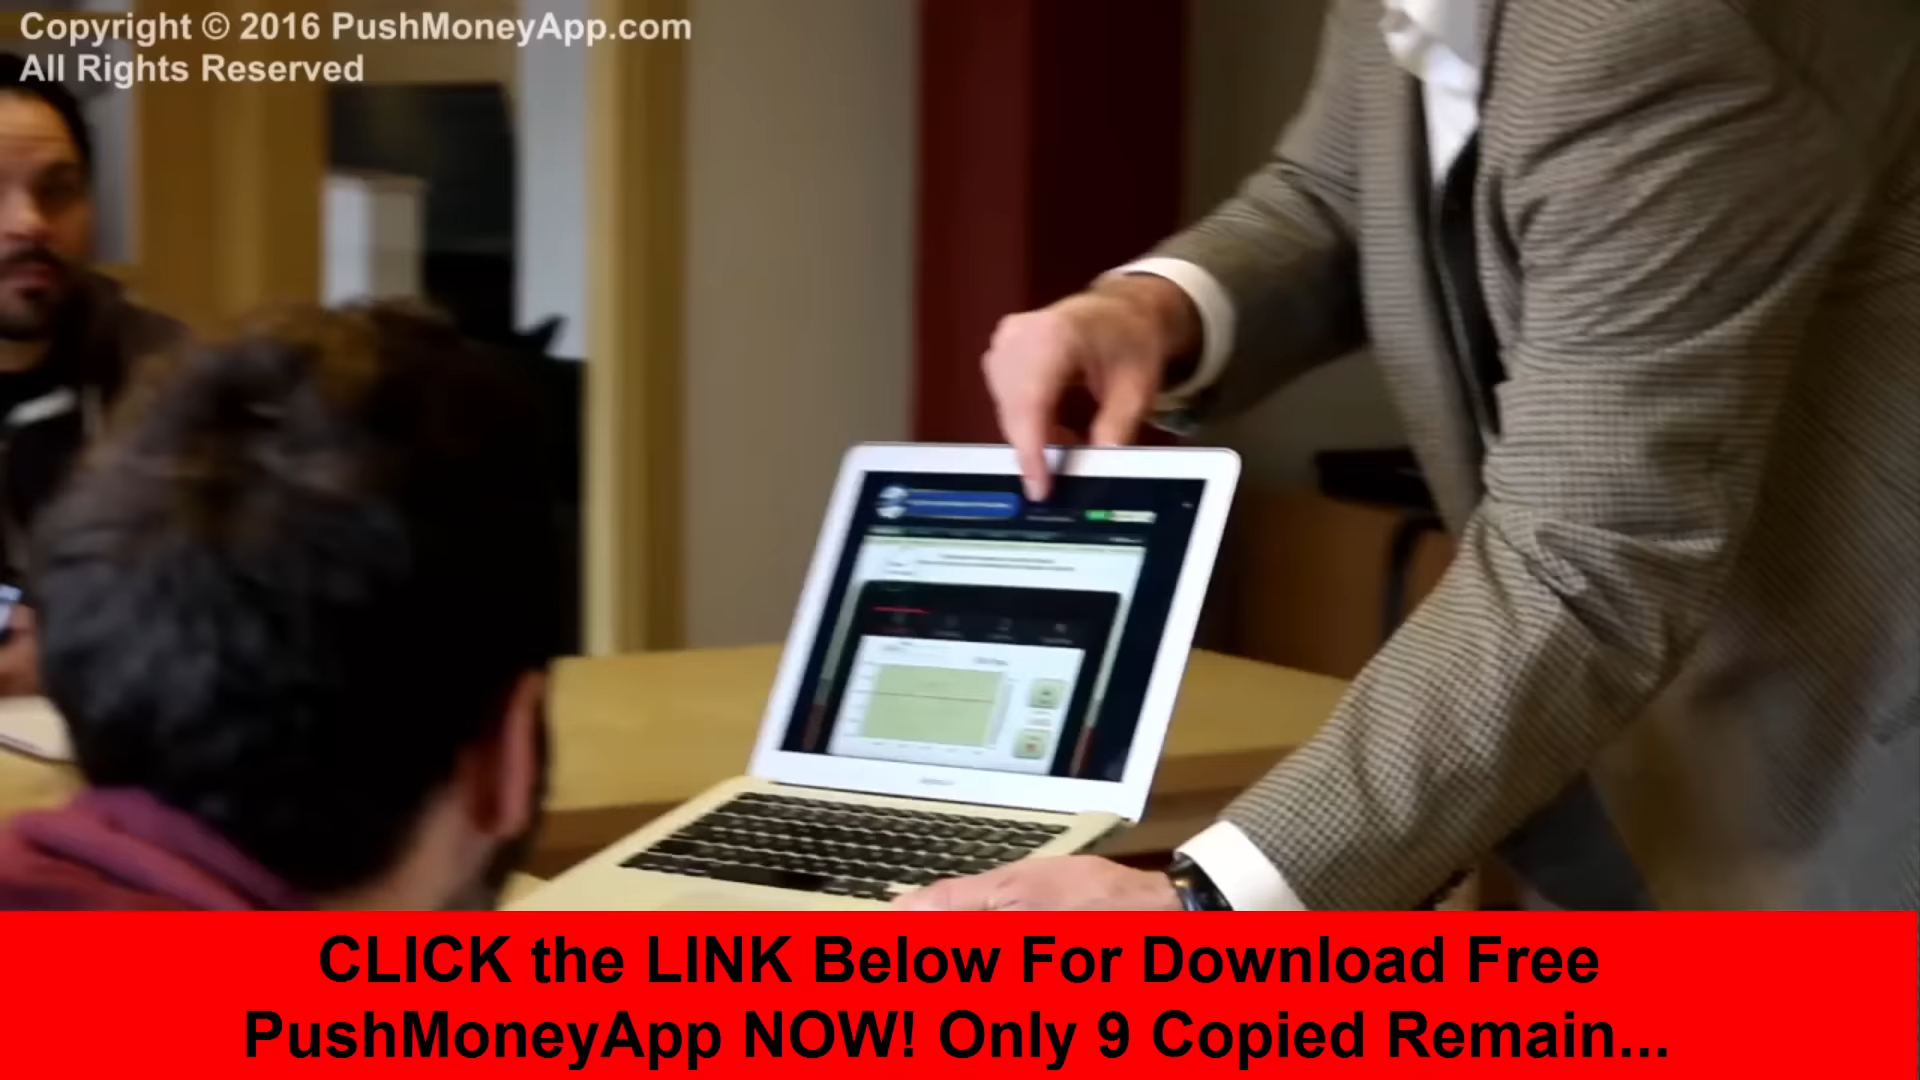 Copyright © 2016 PushMoneyApp.com
All Rights Reserved
CLICK the LINK Below For Download Free
PushMoneyApp NOW! Only 9 Copied Remain...